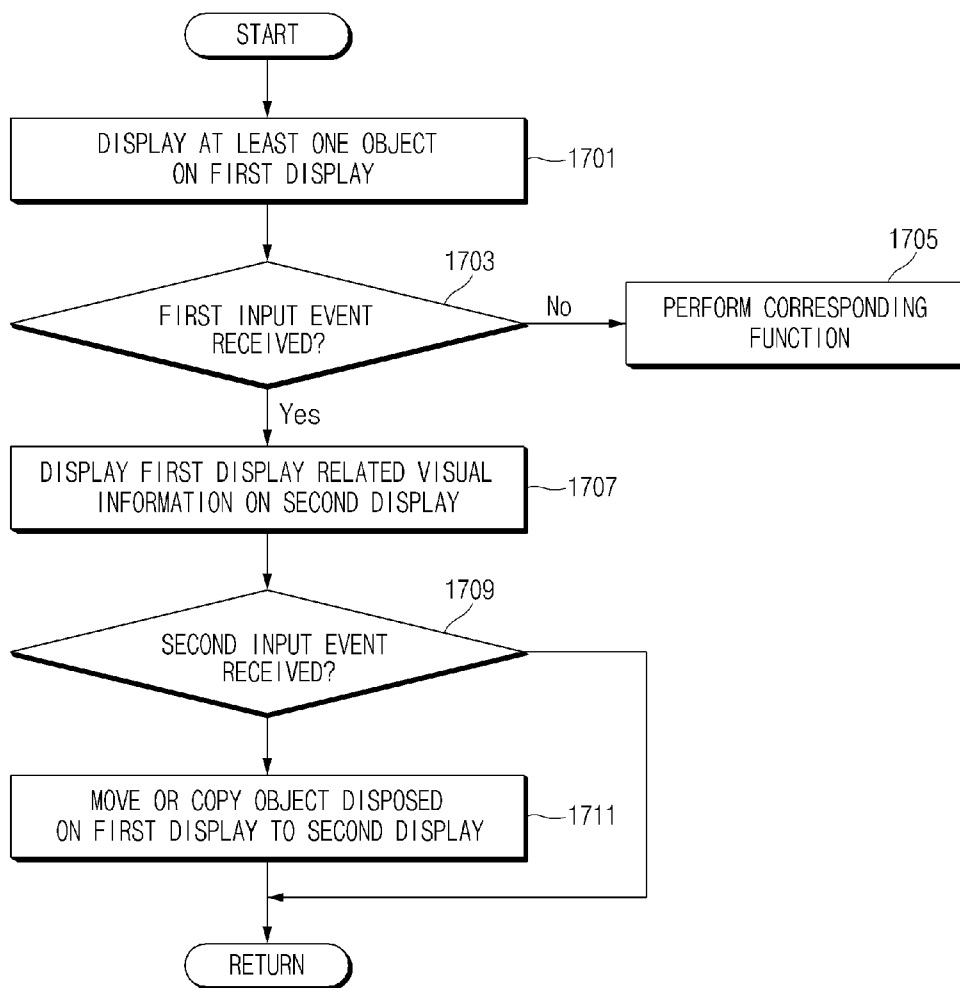 START
DISPLAY AT LEAST ONE OBJECT
ON FIRST DISPLAY
1701
1703
FIRST INPUT EVENT
RECEIVED?
No
1705
PERFORM CORRESPONDING
FUNCTION
Yes
DISPLAY FIRST DISPLAY RELATED VISUAL
INFORMATION ON SECOND DISPLAY
1707
1709
SECOND INPUT EVENT
RECEIVED?
MOVE OR COPY OBJECT DISPOSED
ON FIRST DISPLAY TO SECOND DISPLAY
1711
RETURN